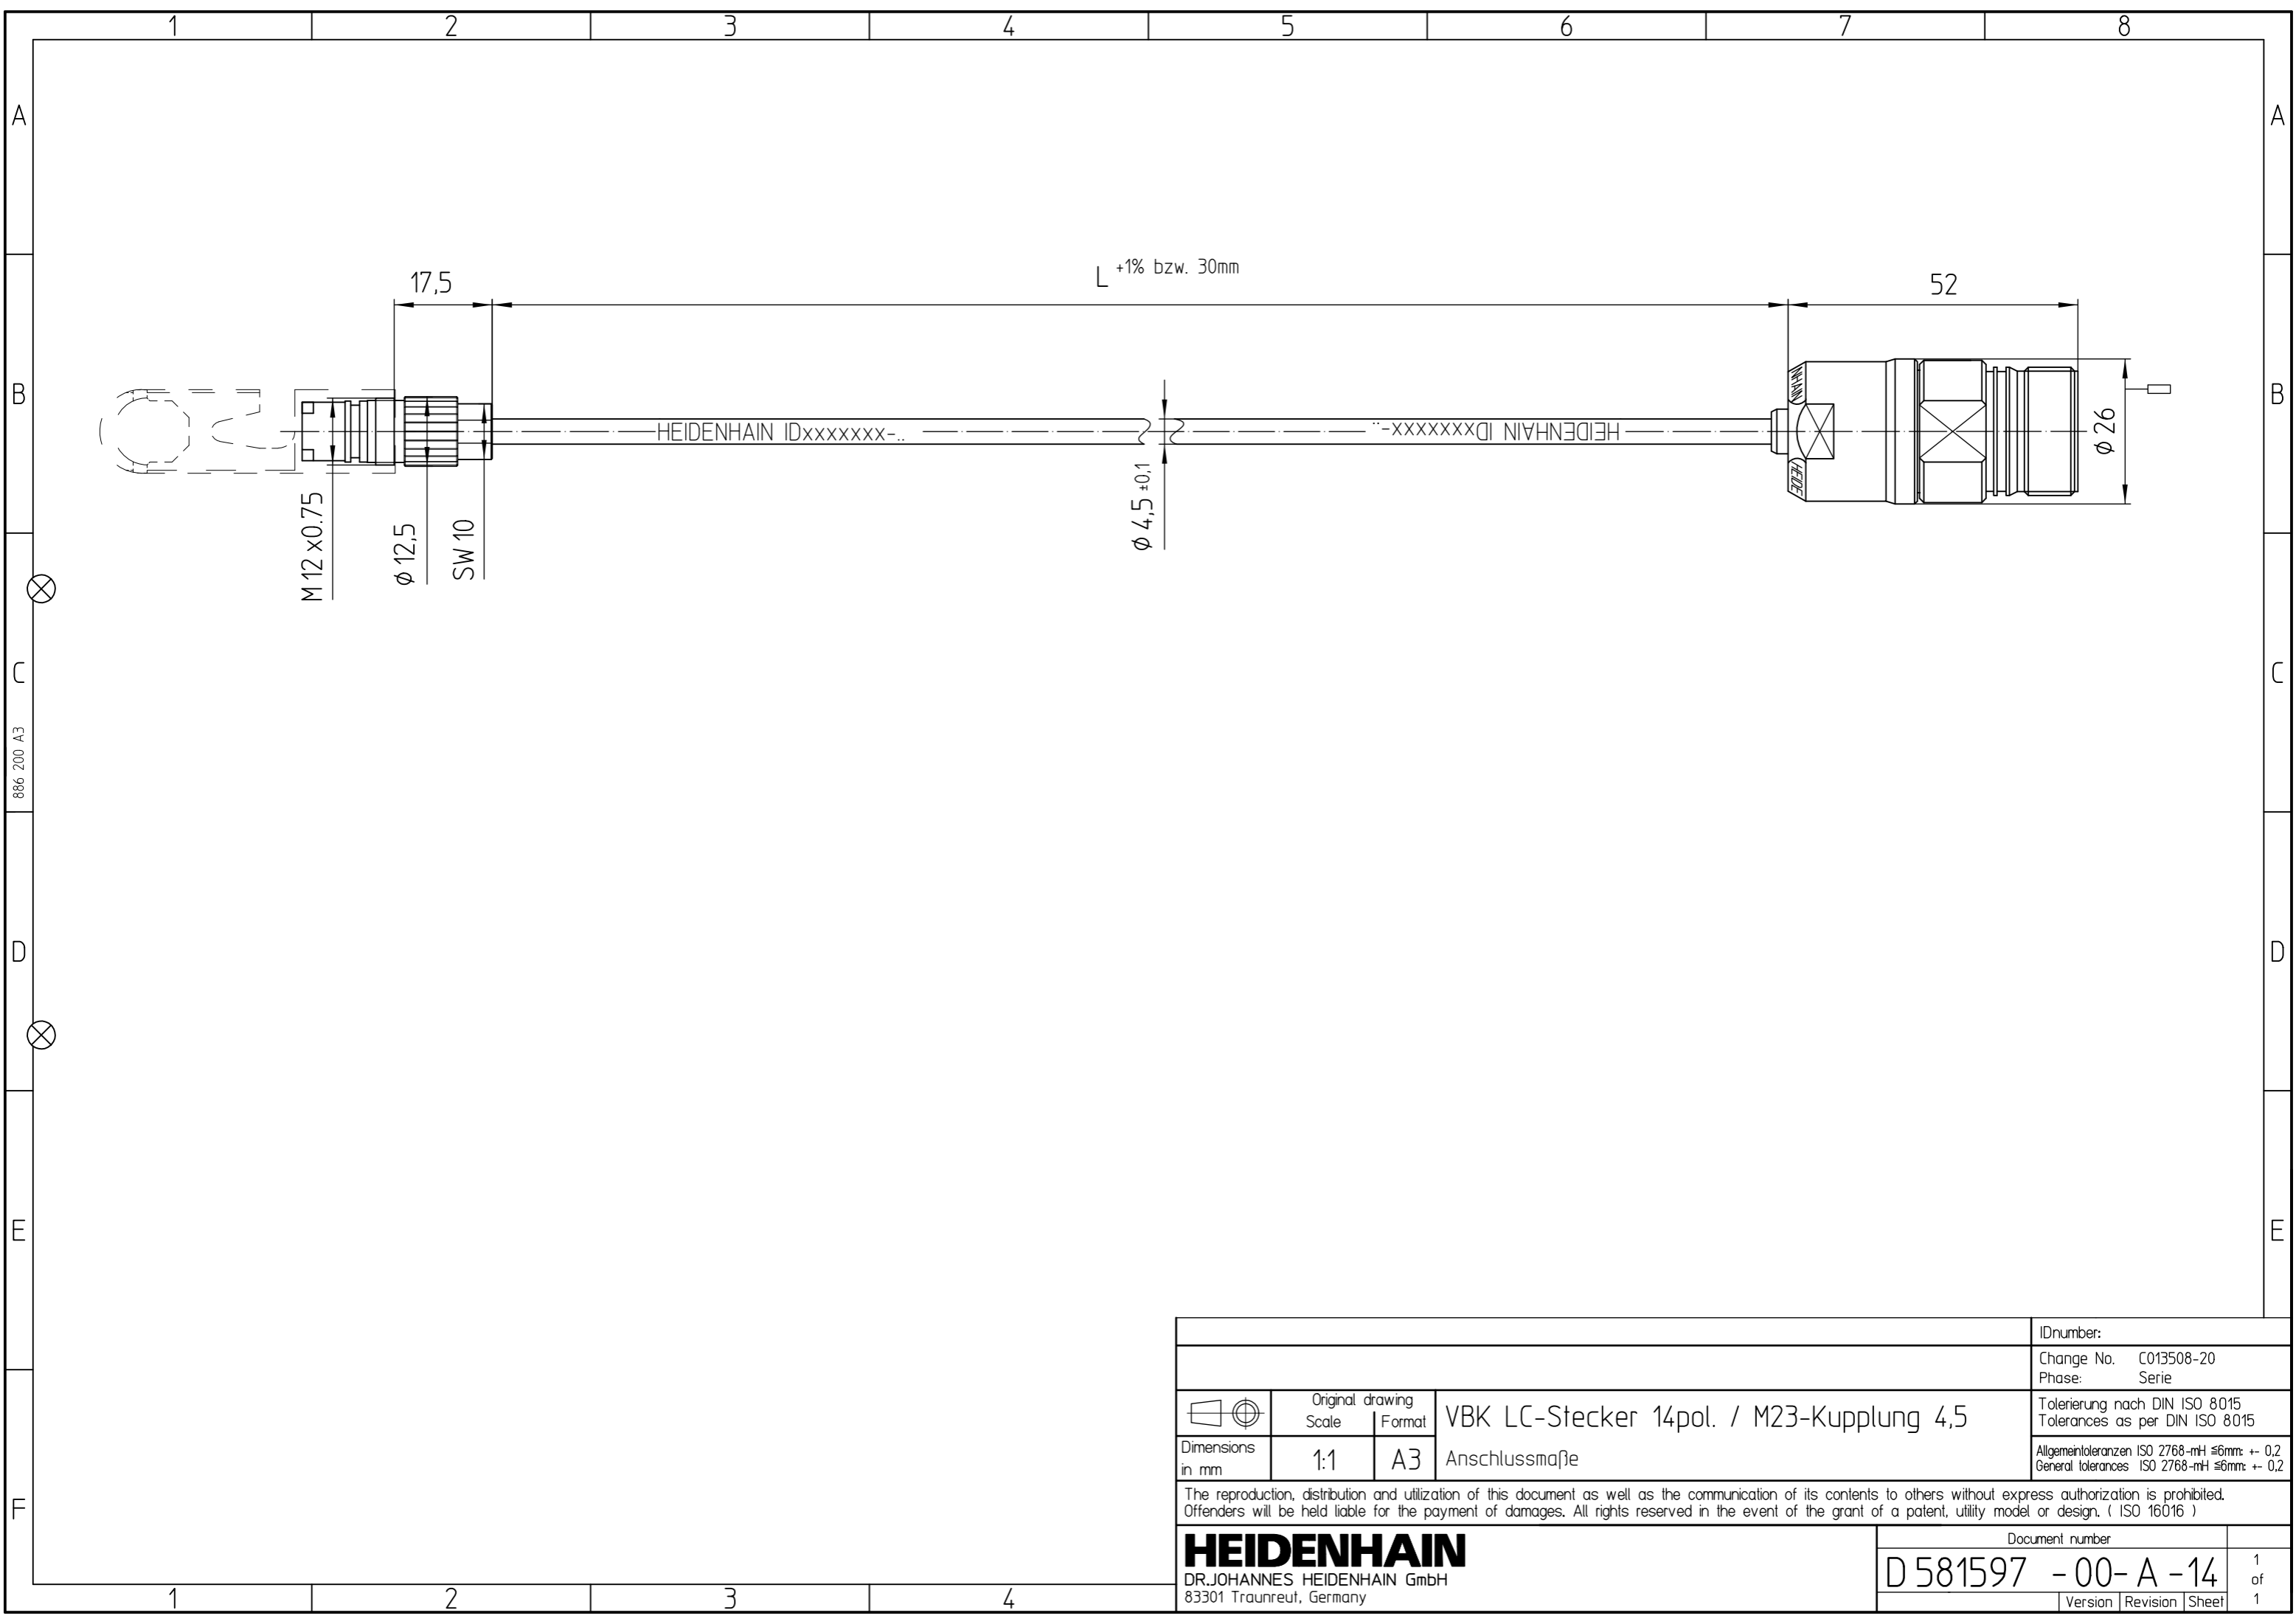 1 2 3 4 5 6 7 8
A A
17,5
L +1% bzw. 30mm
52
B B
HEIDENHAIN IDxxxxxxx-..
HEIDENHAIN IDxxxxxxx-..
NHAIN
HEIDE
M 12 x0.75
ϕ 12,5
SW 10
ϕ 4,5 ±0,1
ϕ 26
C C
886 200 A3
D D
E E
F
IDnumber:
Change No. C013508-20
Phase: Serie
Original drawing
Scale Format
VBK LC-Stecker 14pol. / M23-Kupplung 4,5
Tolerierung nach DIN ISO 8015
Tolerances as per DIN ISO 8015
Dimensions
in mm
1:1 A3
Anschlussmaße
Allgemeintoleranzen ISO 2768-mH ≤6mm: +- 0,2
General tolerances ISO 2768-mH ≤6mm: +- 0,2
The reproduction, distribution and utilization of this document as well as the communication of its contents to others without express authorization is prohibited.
Offenders will be held liable for the payment of damages. All rights reserved in the event of the grant of a patent, utility model or design. ( ISO 16016 )
HEIDENHAIN
DR.JOHANNES HEIDENHAIN GmbH
83301 Traunreut, Germany
Document number
D 581597 -00- A -14
Version Revision Sheet
1
of
1
1 2 3 4